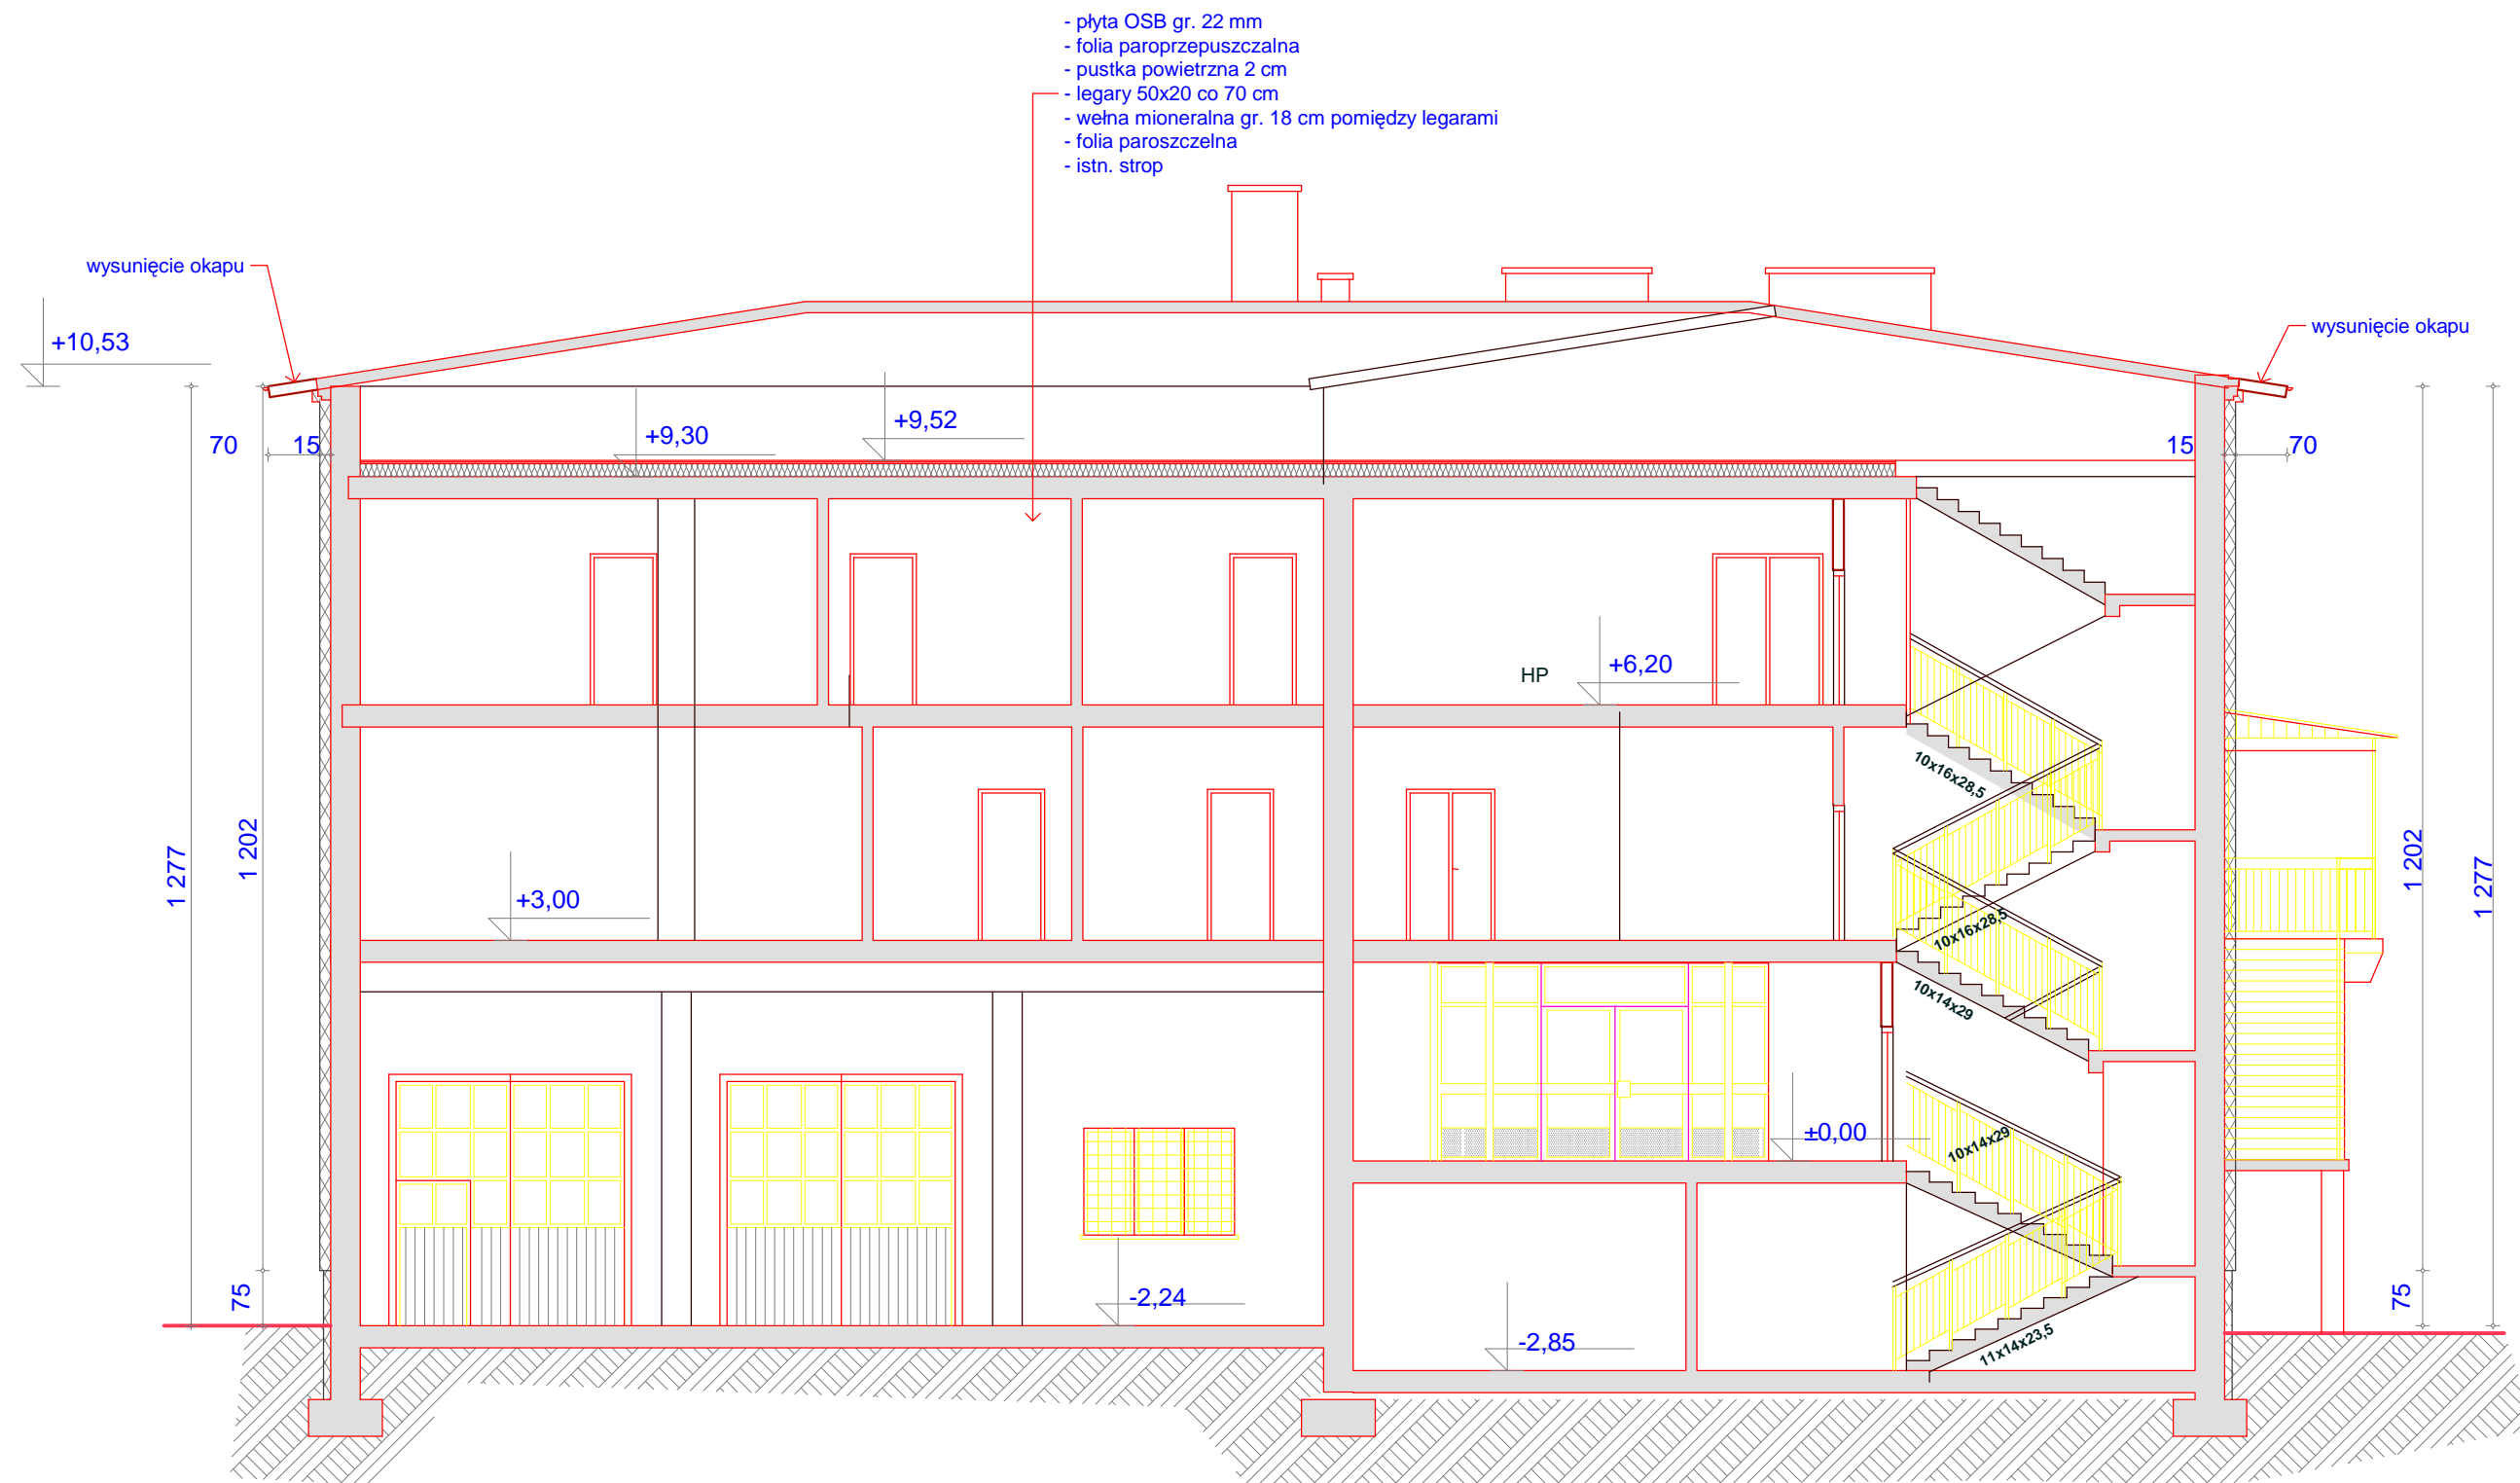 - płyta OSB gr. 22 mm
- folia paroprzepuszczalna
- pustka powietrzna 2 cm
- legary 50x20 co 70 cm
- wełna mioneralna gr. 18 cm pomiędzy legarami
- folia paroszczelna
- istn. strop
wysunięcie okapu
wysunięcie okapu
+10,53
+9,52
+9,30
70
15
15
70
+6,20
HP
10x16x28,5
1 277
1 202
1 202
1 277
+3,00
10x16x28,5
10x14x29
±0,00
10x14x29
75
-2,24
75
-2,85
11x14x23,5